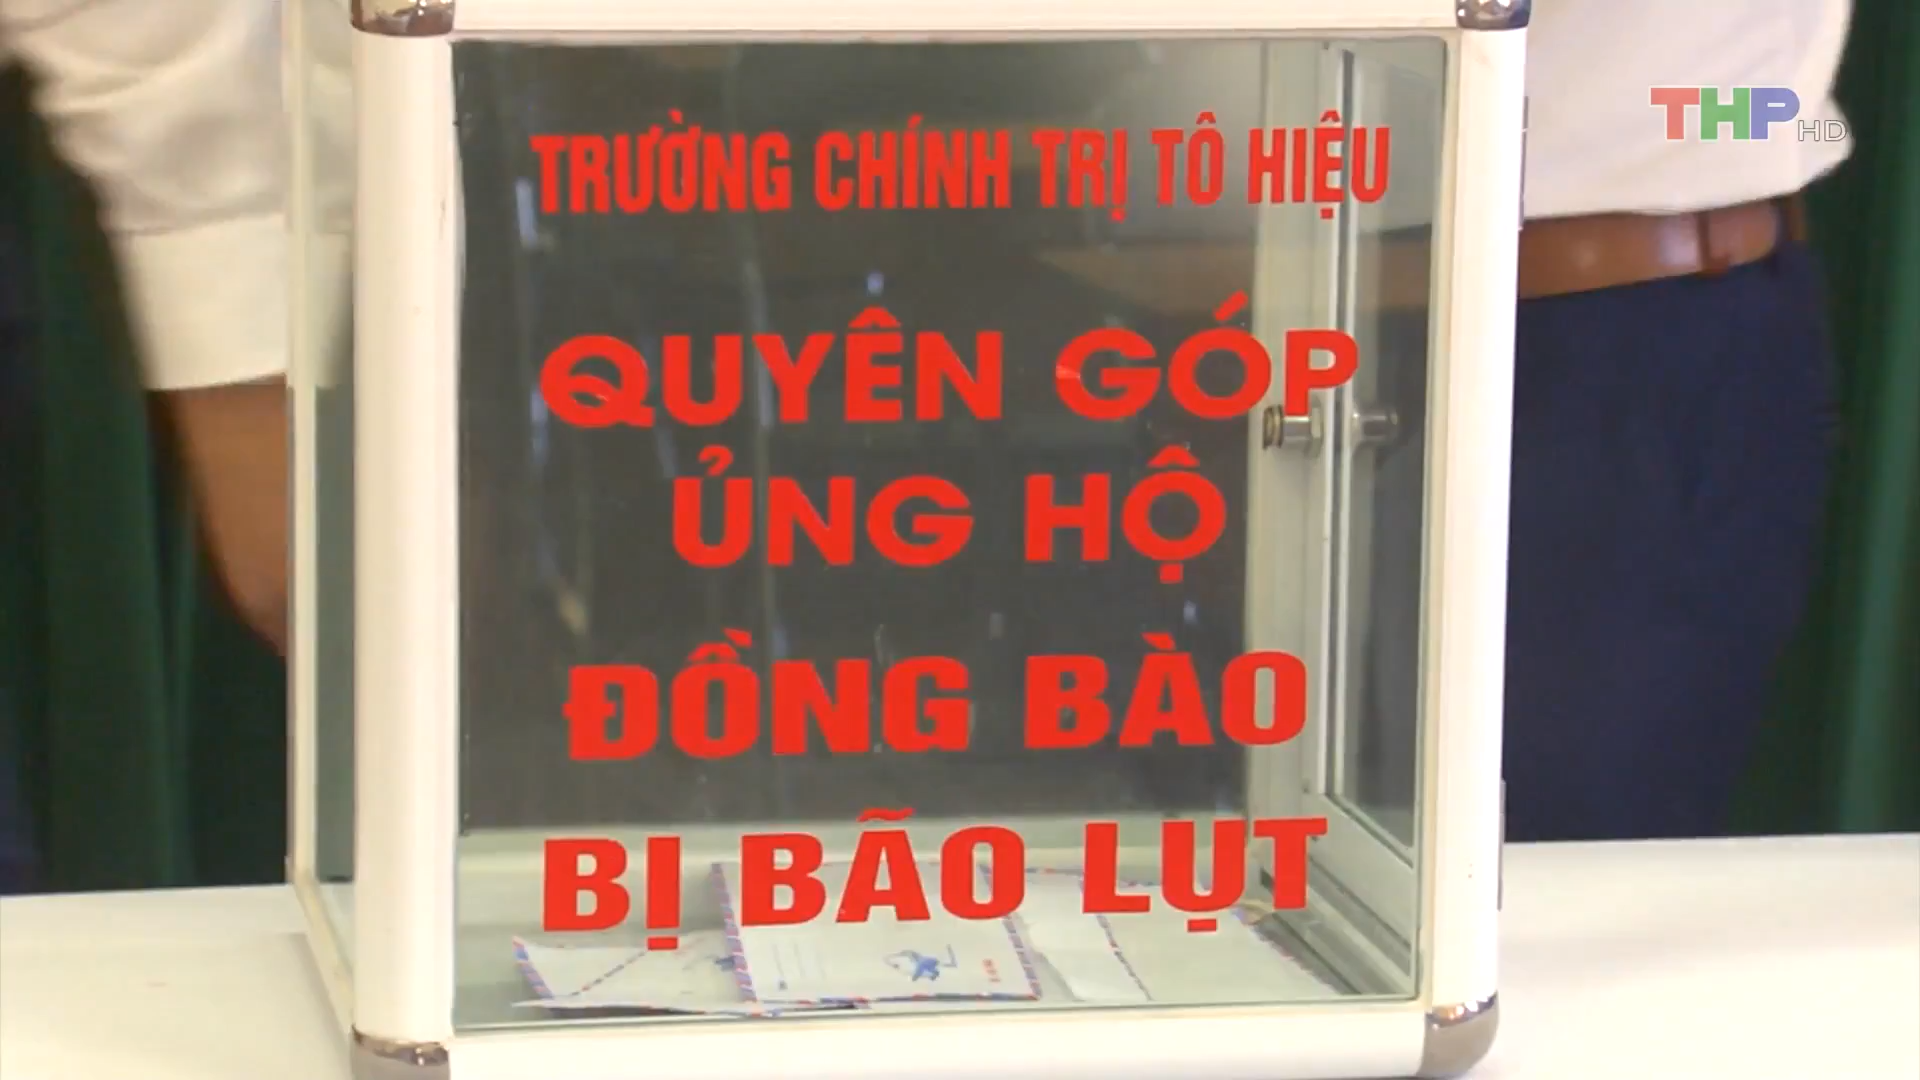 TRƯỜNG CHÍNH TRỊ TÔ HIỆU
THP HD
QUYÊN GÓP
ỦNG HỘ
ĐỒNG BÀO
BỊ BÃO LỤT